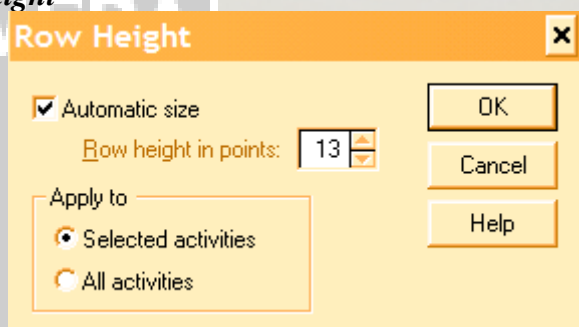 Row Height
Automatic size
Row height in points: 13
Apply to
Selected activities
All activities
OK
Cancel
Help